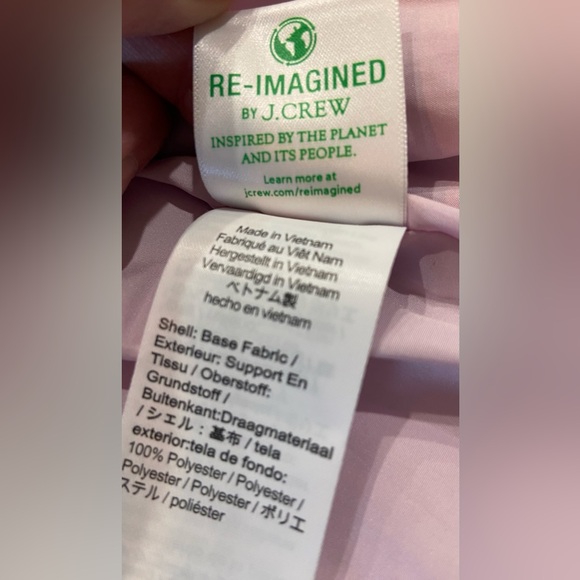 RE-IMAGINED
BY J.CREW
INSPIRED BY THE PLANET
AND ITS PEOPLE.
Learn more at
jcrew.com/reimagined
Made in Vietnam
Fabriqué au Viêt Nam
Hergestellt in Vietnam
Vervaardigd in Vietnam
ベトナム製
hecho en vietnam
Shell: Base Fabric /
Exterieur: Support En
Tissu / Oberstoff:
Grundstoff /
Buitenkant:Draagmateriaal
/ シェル : 基布 / tela
exterior:tela de fondo:
100% Polyester / Polyester /
Polyester / Polyester / ポリエ
ステル / poliéster